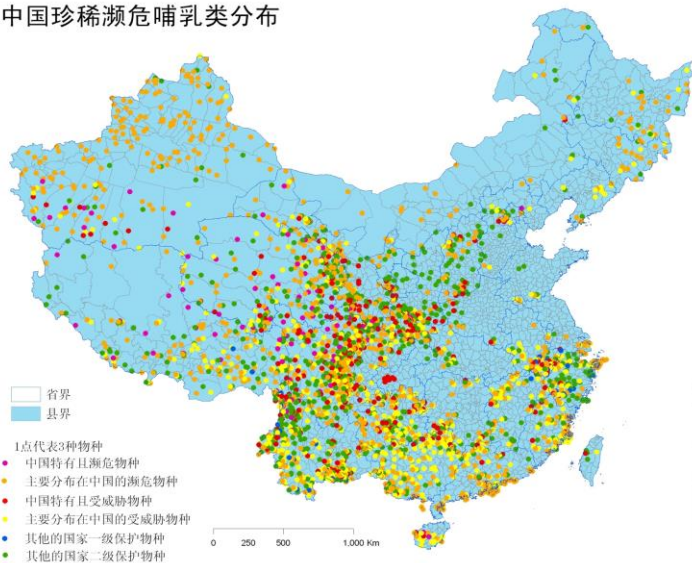 中国珍稀濒危哺乳类分布
省界
县界
1点代表3种物种
中国特有且濒危物种
主要分布在中国的濒危物种
中国特有且受威胁物种
主要分布在中国的受威胁物种
其他的国家一级保护物种
其他的国家二级保护物种
0 250 500 1,000 Km